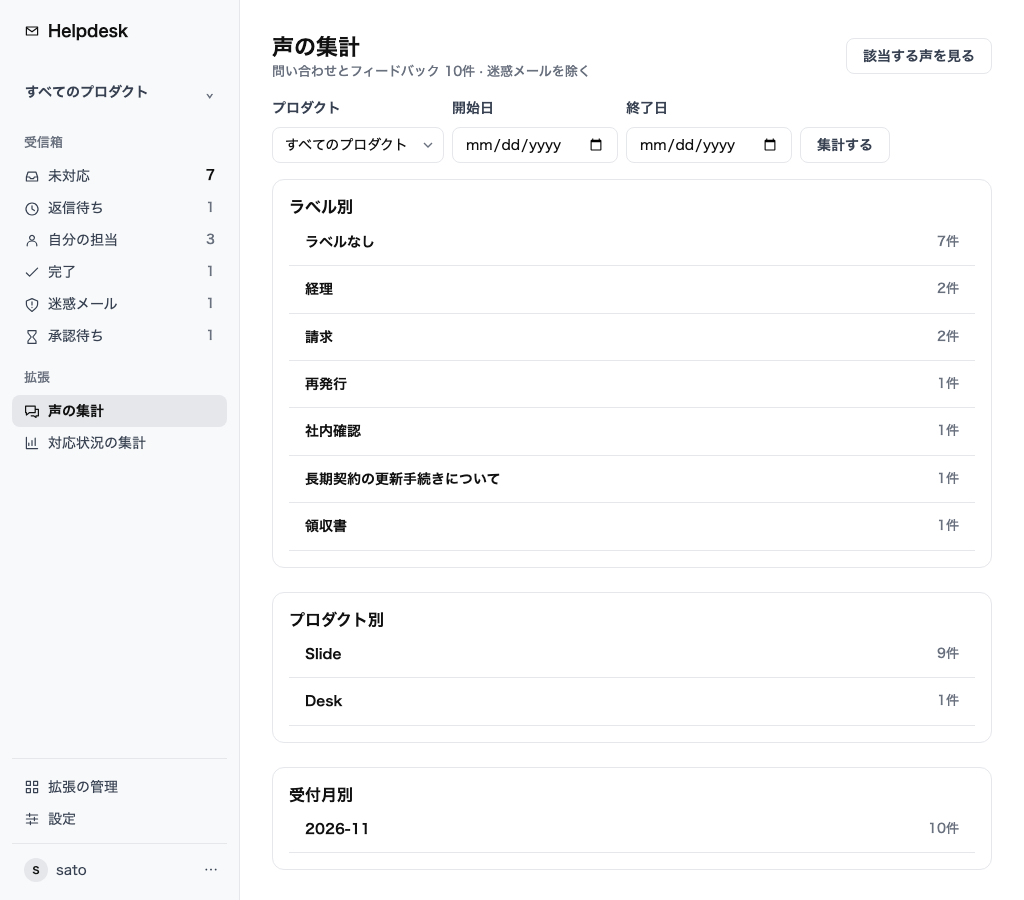 Helpdesk
すべてのプロダクト
受信箱
未対応 7
返信待ち 1
自分の担当 3
完了 1
迷惑メール 1
承認待ち 1
拡張
声の集計
対応状況の集計
拡張の管理
設定
S sato ...
声の集計
問い合わせとフィードバック 10件 · 迷惑メールを除く
該当する声を見る
プロダクト 開始日 終了日
すべてのプロダクト mm/dd/yyyy mm/dd/yyyy 集計する
ラベル別
ラベルなし 7件
経理 2件
請求 2件
再発行 1件
社内確認 1件
長期契約の更新手続きについて 1件
領収書 1件
プロダクト別
Slide 9件
Desk 1件
受付月別
2026-11 10件